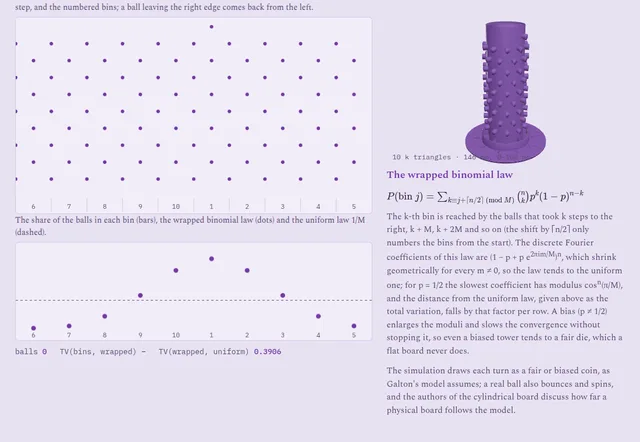 step, and the numbered bins; a ball leaving the right edge comes back from the left.
6 7 8 9 10 1 2 3 4 5
The share of the balls in each bin (bars), the wrapped binomial law (dots) and the uniform law 1/M
(dashed).
6 7 8 9 10 1 2 3 4 5
balls 0 TV(bins, wrapped) – TV(wrapped, uniform) 0.3906
10 k triangles · 140
The wrapped binomial law
P(bin j) = ∑k≡j+⌈n/2⌉ (mod M) (n k) p^k(1 − p)^n−k
The k-th bin is reached by the balls that took k steps to the
right, k + M, k + 2M and so on (the shift by ⌈n/2⌉ only
numbers the bins from the start). The discrete Fourier
coefficients of this law are (1 − p + p e^2πim/M)^n, which shrink
geometrically for every m ≠ 0, so the law tends to the uniform
one; for p = 1/2 the slowest coefficient has modulus cos^n(π/M),
and the distance from the uniform law, given above as the
total variation, falls by that factor per row. A bias (p ≠ 1/2)
enlarges the moduli and slows the convergence without
stopping it, so even a biased tower tends to a fair die, which a
flat board never does.
The simulation draws each turn as a fair or biased coin, as
Galton's model assumes; a real ball also bounces and spins,
and the authors of the cylindrical board discuss how far a
physical board follows the model.